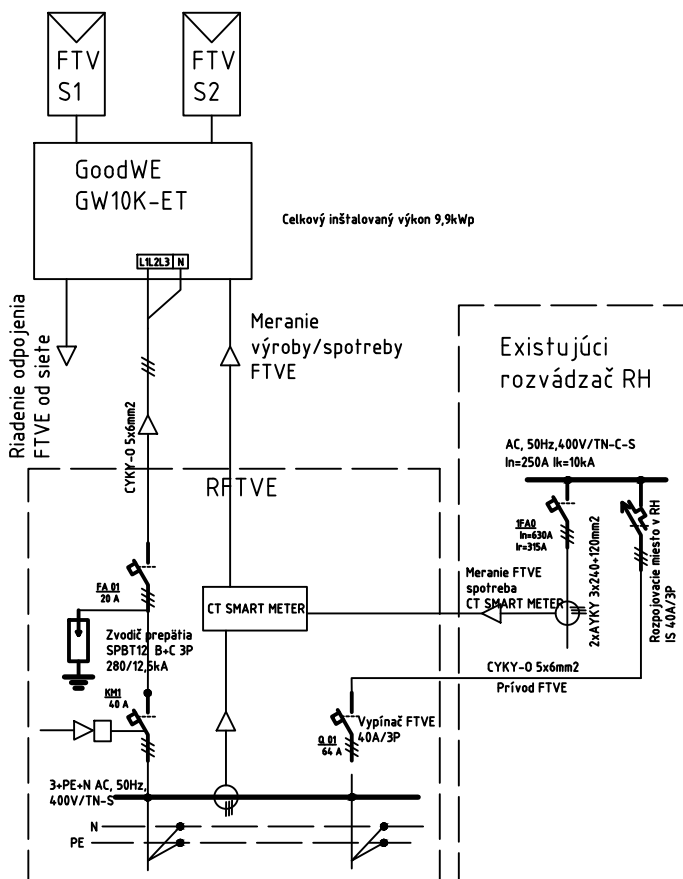 FTV
S1
FTV
S2
GoodWE
GW10K-ET
Celkový inštalovaný výkon 9,9kWp
L1L2L3 N
Riadenie odpojenia
FTVE od siete
Meranie
výroby/spotreby
FTVE
CYKY-O 5x6mm2
Existujúci
rozvádzač RH
AC, 50Hz,400V/TN-C-S
In=250A Ik=10kA
RFTVE
1FA0
In=630A
Ir=315A
2xAYKY 3x240+120mm2
Rozpojovacie miesto v RH
IS 40A/3P
FA 01
20 A
CT SMART METER
Meranie FTVE
spotreba
CT SMART METER
Zvodič prepätia
SPBT12 B+C 3P
280/12,5kA
CYKY-O 5x6mm2
Prívod FTVE
KM1
40 A
Vypínač FTVE
40A/3P
Q 01
64 A
3+PE+N AC, 50Hz,
400V/TN-S
N
PE